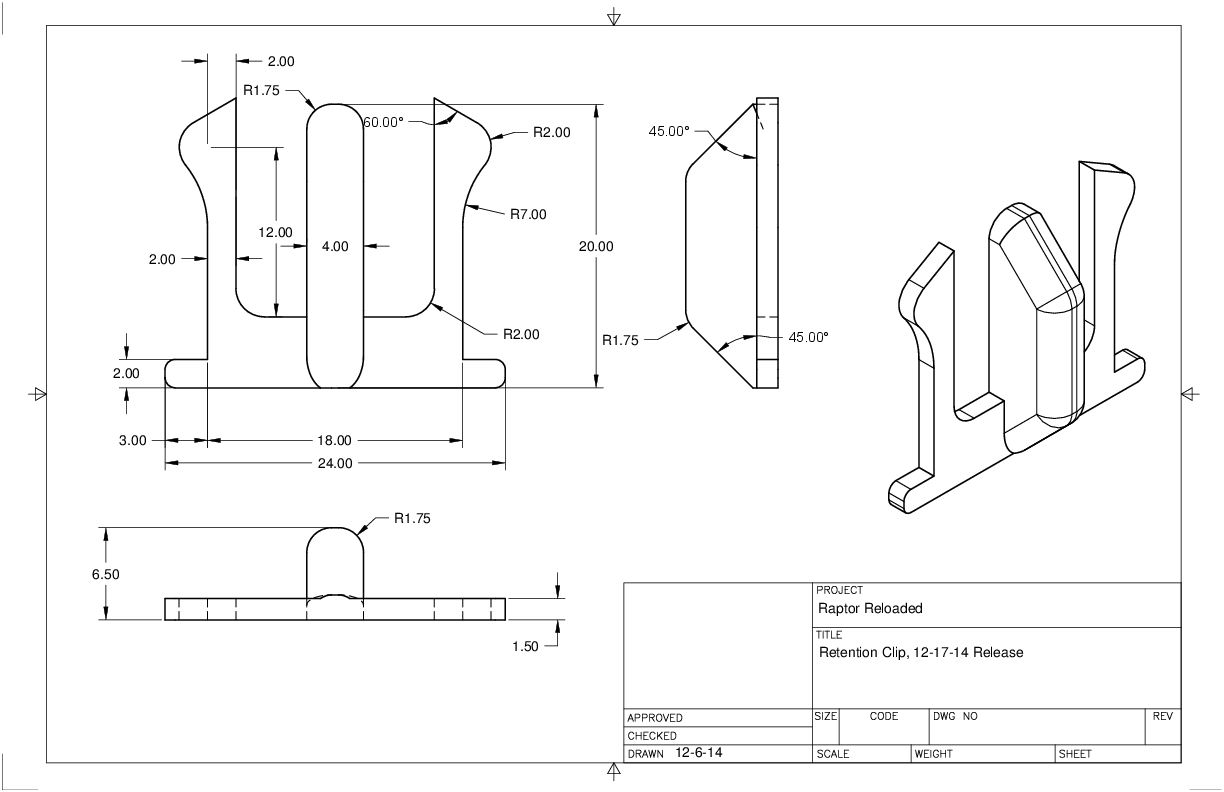 2.00
R1.75
60.00°
R2.00
45.00°
R7.00
12.00
4.00
20.00
2.00
R2.00
R1.75
45.00°
2.00
3.00
18.00
24.00
R1.75
6.50
1.50
PROJECT
Raptor Reloaded
TITLE
Retention Clip, 12-17-14 Release
APPROVED
SIZE CODE DWG NO REV
CHECKED
DRAWN 12-6-14
SCALE WEIGHT SHEET